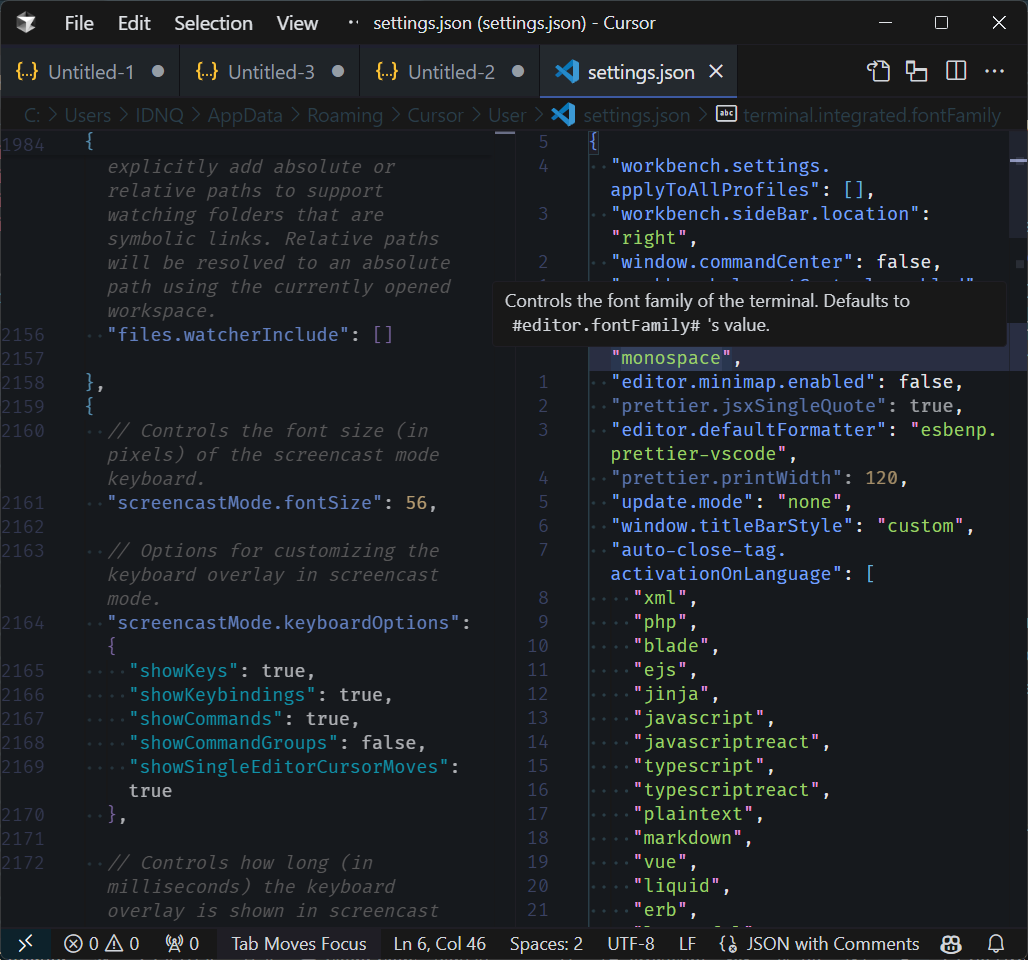 File Edit Selection View ·· settings.json (settings.json) - Cursor
{..} Untitled-1 ● {..} Untitled-3 ● {..} Untitled-2 ● settings.json ×
C: > Users > IDNQ > AppData > Roaming > Cursor > User > settings.json > abc terminal.integrated.fontFamily
1984 {
explicitly add absolute or
relative paths to support
watching folders that are
symbolic links. Relative paths
will be resolved to an absolute
path using the currently opened
workspace.
2156 "files.watcherInclude": []
2157
2158 },
2159 {
2160 // Controls the font size (in
pixels) of the screencast mode
keyboard.
2161 "screencastMode.fontSize": 56,
2162
2163 // Options for customizing the
keyboard overlay in screencast
mode.
2164 "screencastMode.keyboardOptions":
{
2165 "showKeys": true,
2166 "showKeybindings": true,
2167 "showCommands": true,
2168 "showCommandGroups": false,
2169 "showSingleEditorCursorMoves":
true
2170 },
2171
2172 // Controls how long (in
milliseconds) the keyboard
overlay is shown in screencast
5 {
4 "workbench.settings.
applyToAllProfiles": [],
3 "workbench.sideBar.location":
"right",
2 "window.commandCenter": false,
Controls the font family of the terminal. Defaults to
#editor.fontFamily# 's value.
"monospace",
1 "editor.minimap.enabled": false,
2 "prettier.jsxSingleQuote": true,
3 "editor.defaultFormatter": "esbenp.
prettier-vscode",
4 "prettier.printWidth": 120,
5 "update.mode": "none",
6 "window.titleBarStyle": "custom",
7 "auto-close-tag.
activationOnLanguage": [
8 "xml",
9 "php",
10 "blade",
11 "ejs",
12 "jinja",
13 "javascript",
14 "javascriptreact",
15 "typescript",
16 "typescriptreact",
17 "plaintext",
18 "markdown",
19 "vue",
20 "liquid",
21 "erb",
0 0 0 Tab Moves Focus Ln 6, Col 46 Spaces: 2 UTF-8 LF JSON with Comments